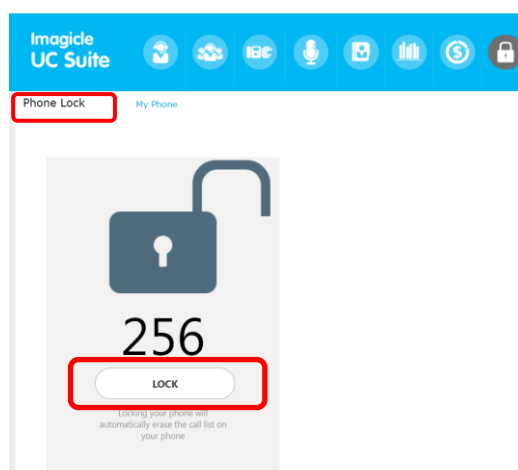 Imagicle
UC Suite
Phone Lock
My Phone
256
LOCK
Locking your phone will
automatically erase the call list on
your phone